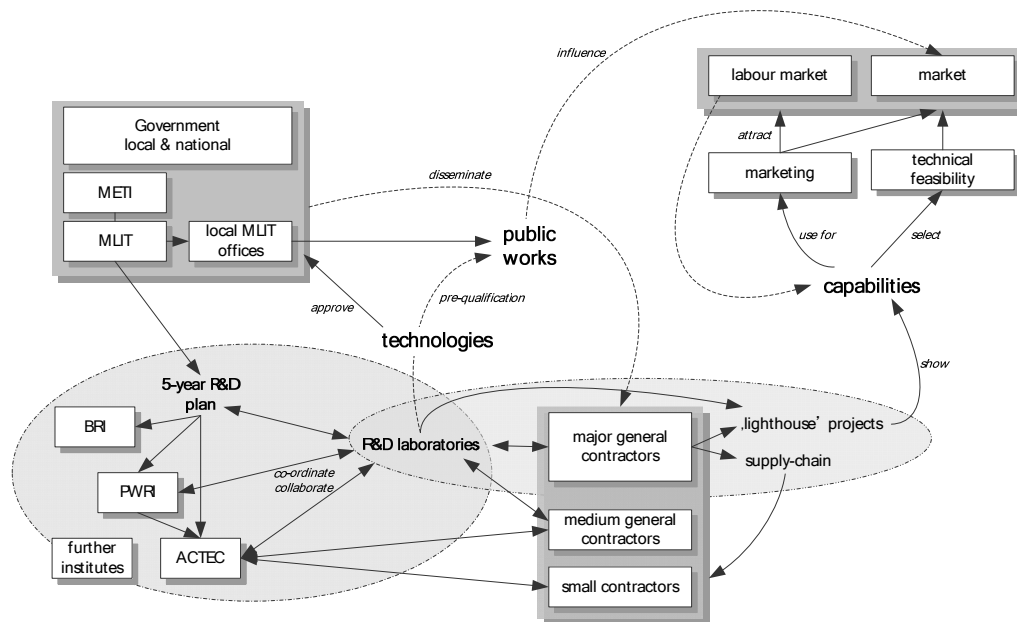 influence
labour market
market
Government
local & national
attract
disseminate
METI
marketing
technical
feasibility
MLIT
local MLIT
offices
public
works
use for
select
capabilities
approve
pre-qualification
technologies
show
5-year R&D
plan
BRI
R&D laboratories
major general
contractors
‚lighthouse’ projects
supply-chain
co-ordinate
collaborate
PWRI
medium general
contractors
further
institutes
ACTEC
small contractors